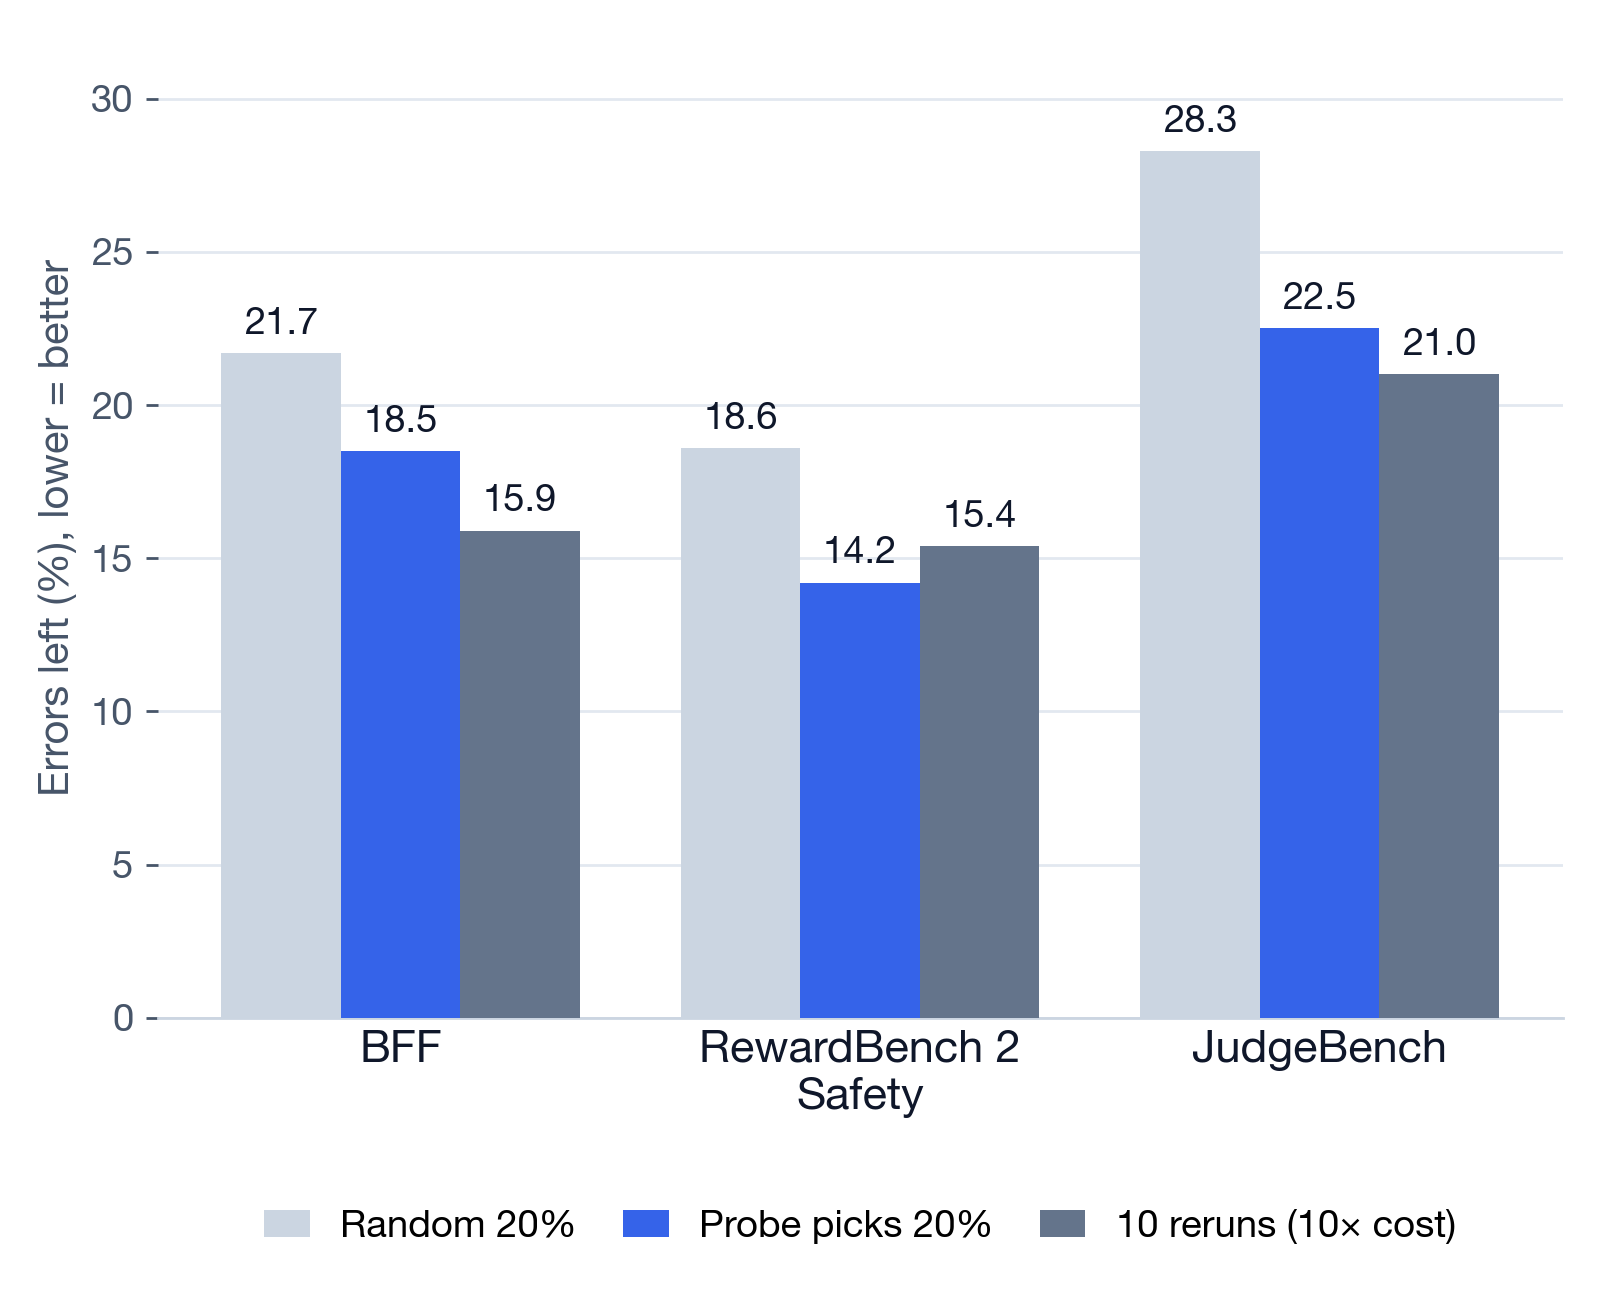 Errors left (%), lower = better
30
25
20
15
10
5
0
21.7
18.5
15.9
18.6
14.2
15.4
28.3
22.5
21.0
BFF
RewardBench 2
Safety
JudgeBench
Random 20%
Probe picks 20%
10 reruns (10× cost)